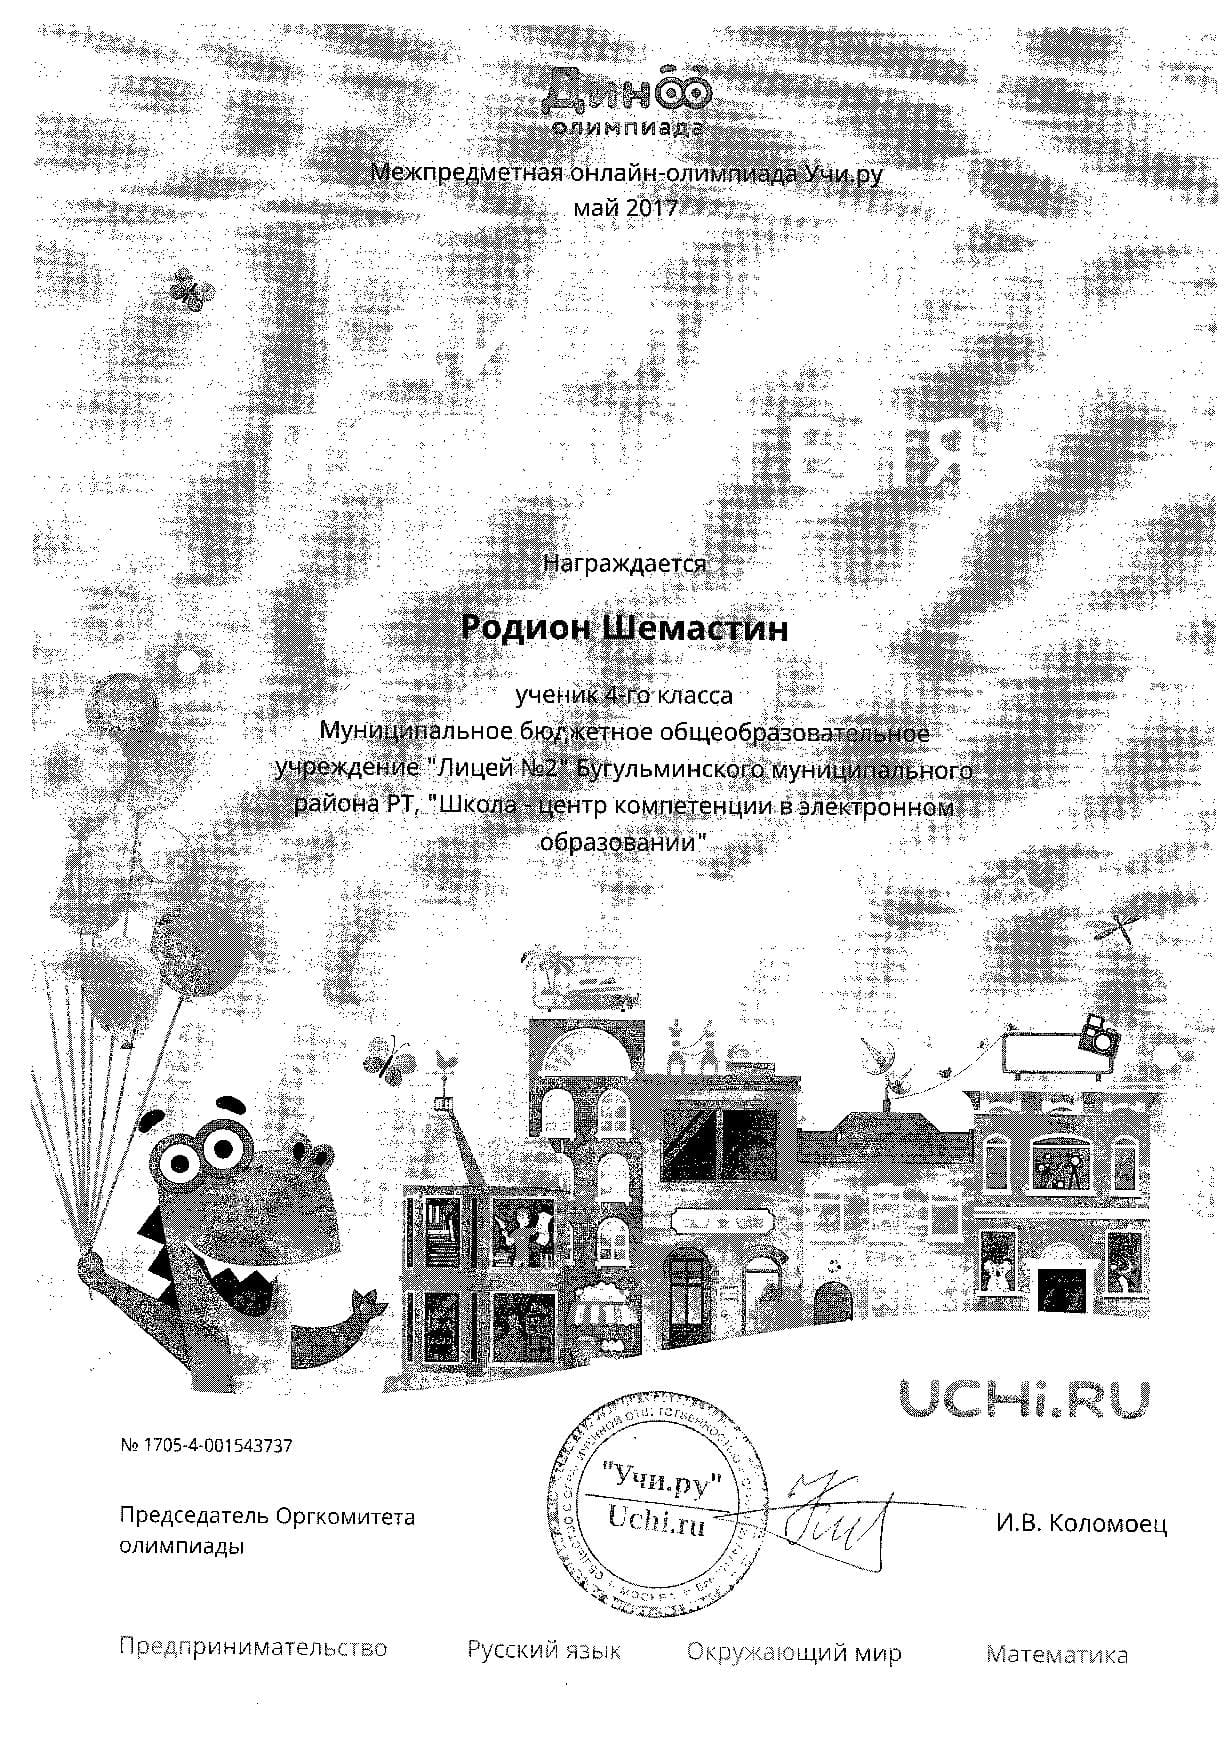 Дино
олимпиада
Межпредметная онлайн-олимпиада Учи.ру
май 2017
Награждается
Родион Шемастин
ученик 4-го класса
Муниципальное бюджетное общеобразовательное
учреждение "Лицей №2" Бугульминского муниципального
района РТ, "Школа - центр компетенции в электронном
образовании"
UCHi.RU
№ 1705-4-001543737
"Учи.ру"
Uchi.ru
Председатель Оргкомитета
олимпиады
И.В. Коломоец
Предпринимательство
Русский язык
Окружающий мир
Математика